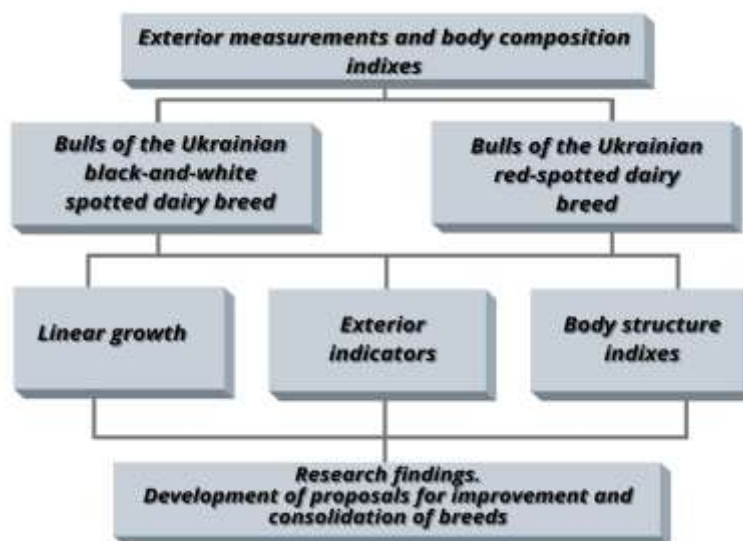 Exterior measurements and body composition
indixes
Bulls of the Ukrainian
black-and-white
spotted dairy breed
Bulls of the Ukrainian
red-spotted dairy
breed
Linear growth
Exterior
indicators
Body structure
indixes
Research findings.
Development of proposals for improvement and
consolidation of breeds